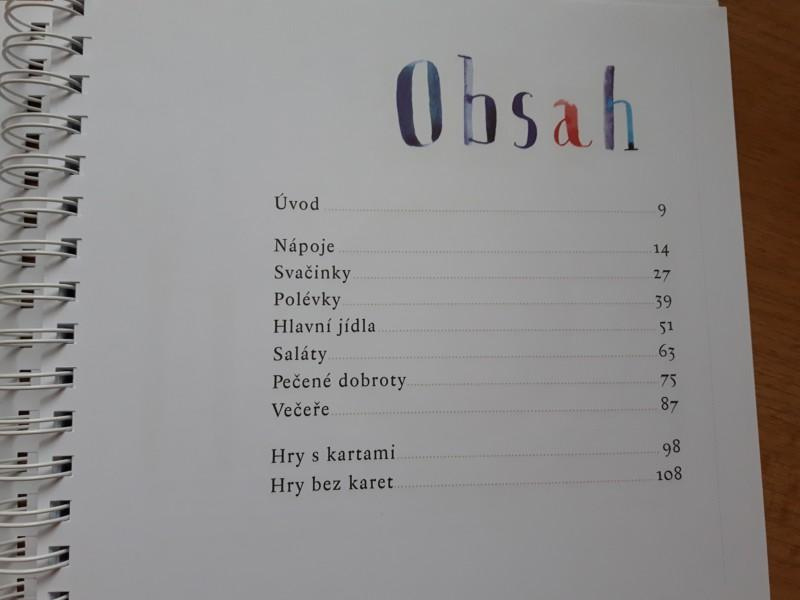 Obsah
Úvod 9
Nápoje 14
Svačinky 27
Polévky 39
Hlavní jídla 51
Saláty 63
Pečené dobroty 75
Večeře 87
Hry s kartami 98
Hry bez karet 108